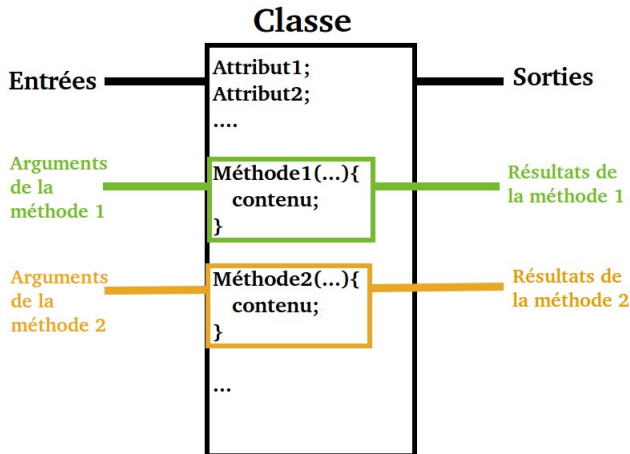 Classe
Entrées
Attribut1;
Attribut2;
....
Sorties
Arguments
de la
méthode 1
Méthode1(...){
contenu;
}
Résultats de
la méthode 1
Arguments
de la
méthode 2
Méthode2(...){
contenu;
}
Résultats de
la méthode 2
...